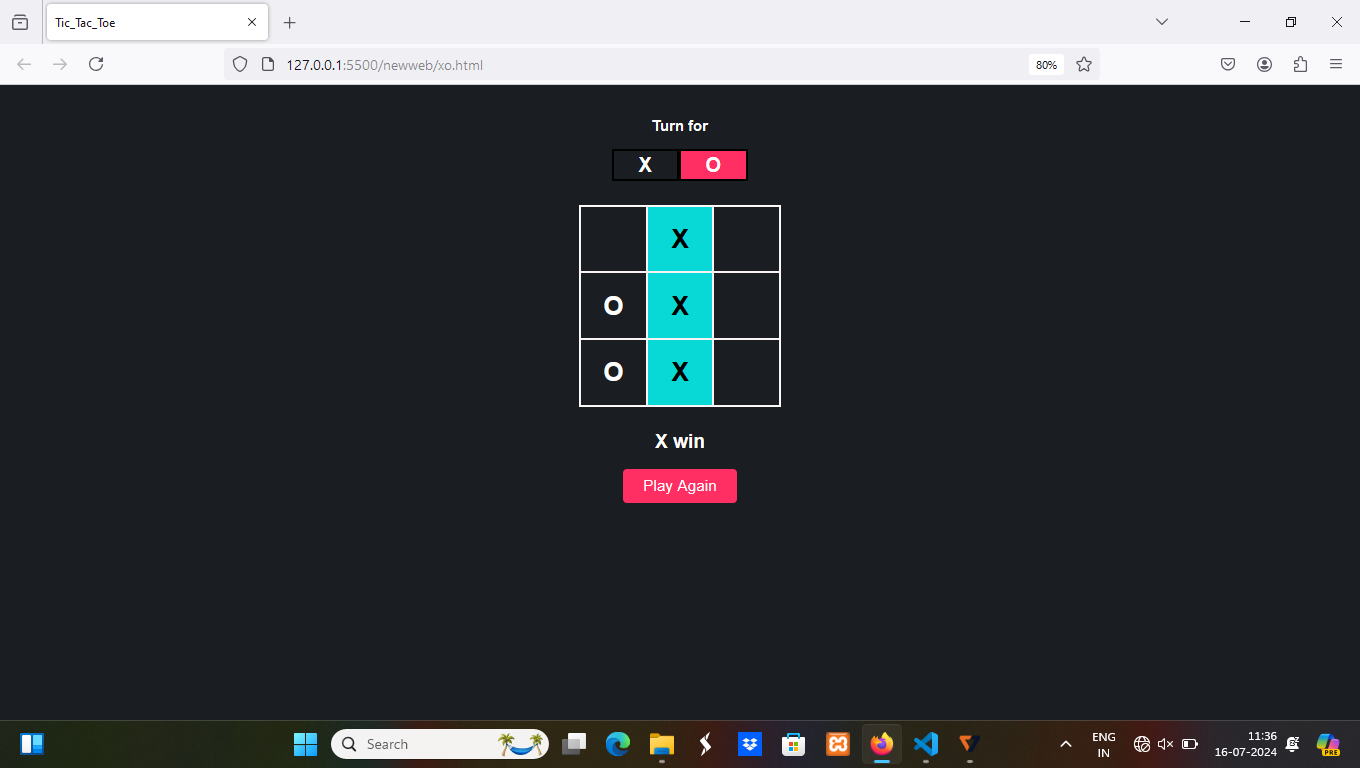 Tic_Tac_Toe
127.0.0.1:5500/newweb/xo.html
80%
Turn for
X O
X
O X
O X
X win
Play Again
Search
ENG
IN
11:36
16-07-2024
PRE